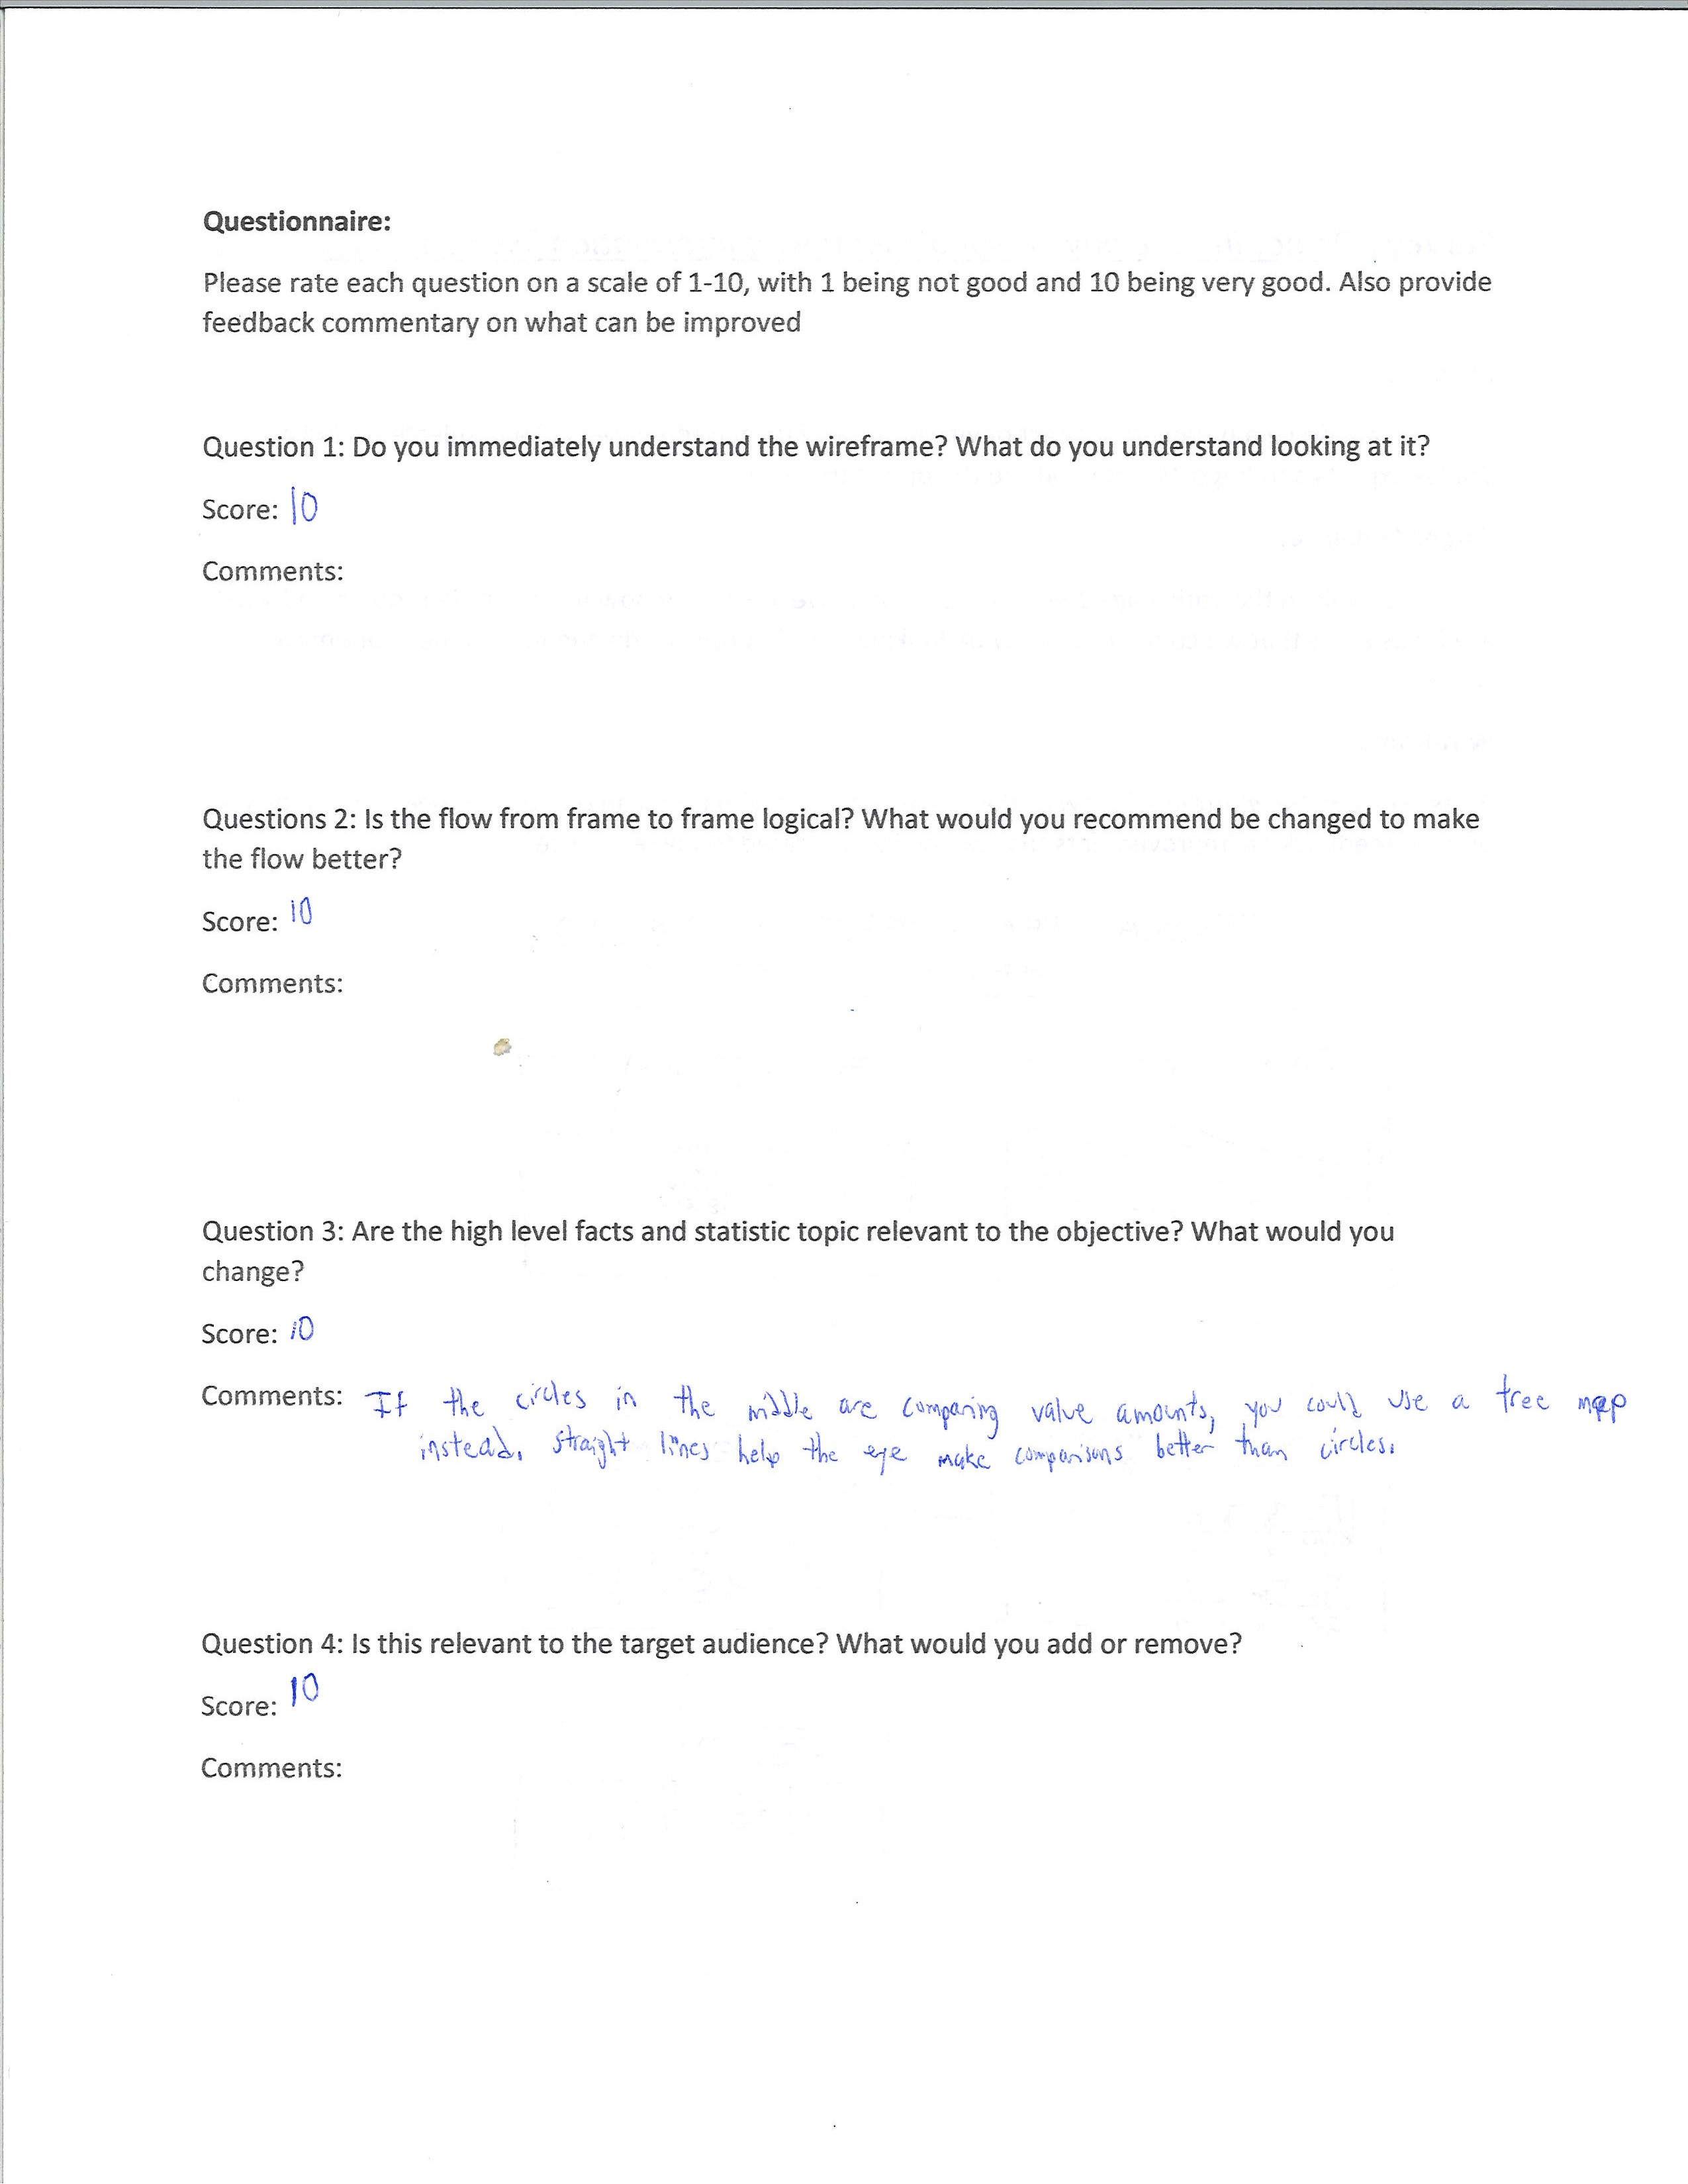 Questionnaire:
Please rate each question on a scale of 1-10, with 1 being not good and 10 being very good. Also provide
feedback commentary on what can be improved
Question 1: Do you immediately understand the wireframe? What do you understand looking at it?
Score: 10
Comments:
Questions 2: Is the flow from frame to frame logical? What would you recommend be changed to make
the flow better?
Score: 10
Comments:
Question 3: Are the high level facts and statistic topic relevant to the objective? What would you
change?
Score: 10
Comments: If the circles in the middle are comparing value amounts, you could use a tree map
instead. Straight lines help the eye make comparisons better than circles.
Question 4: Is this relevant to the target audience? What would you add or remove?
Score: 10
Comments: